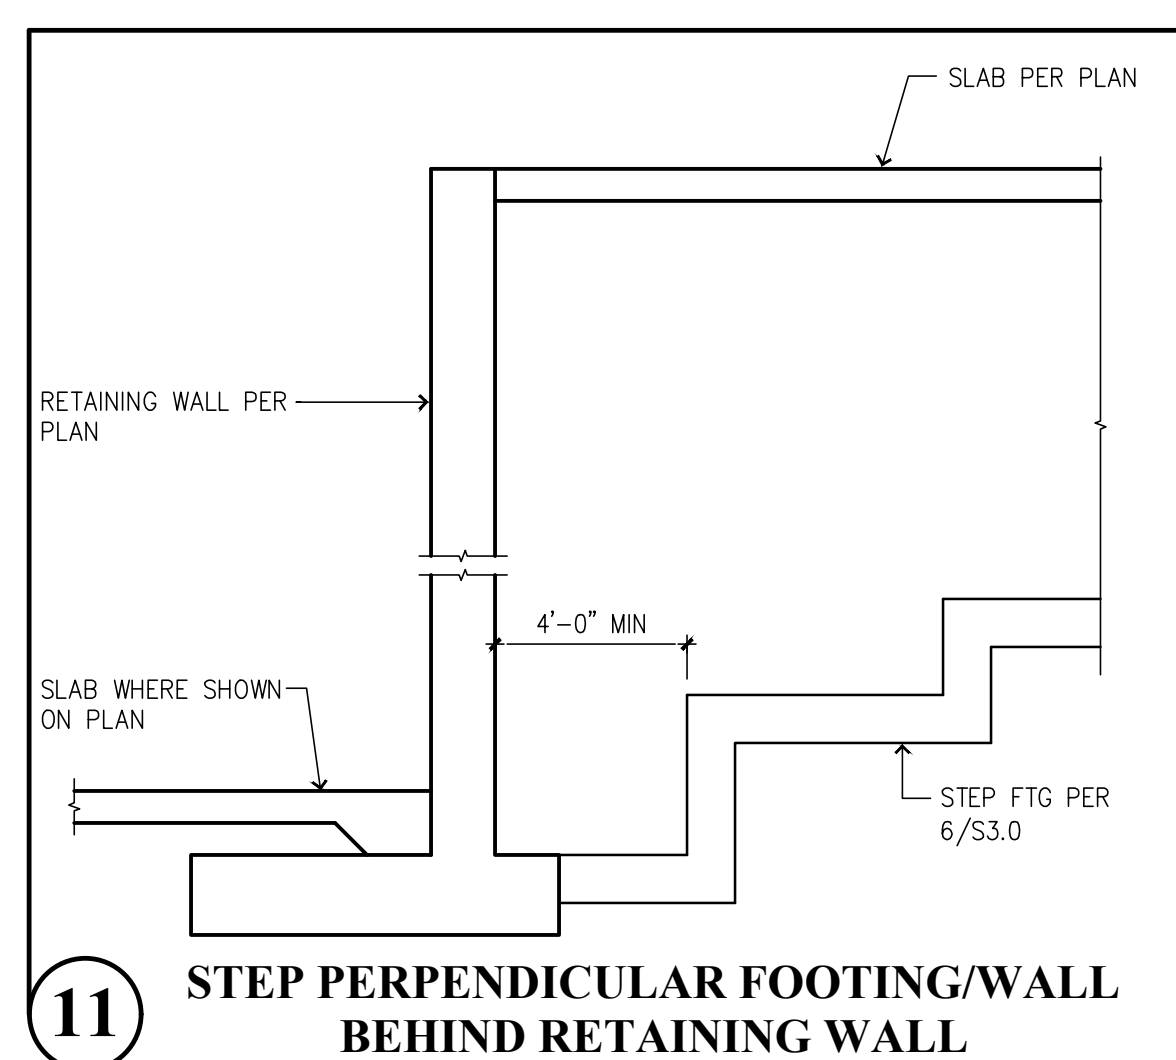 SLAB PER PLAN
RETAINING WALL PER
PLAN
4'-0" MIN
SLAB WHERE SHOWN
ON PLAN
STEP FTG PER
6/S3.0
11
STEP PERPENDICULAR FOOTING/WALL
BEHIND RETAINING WALL